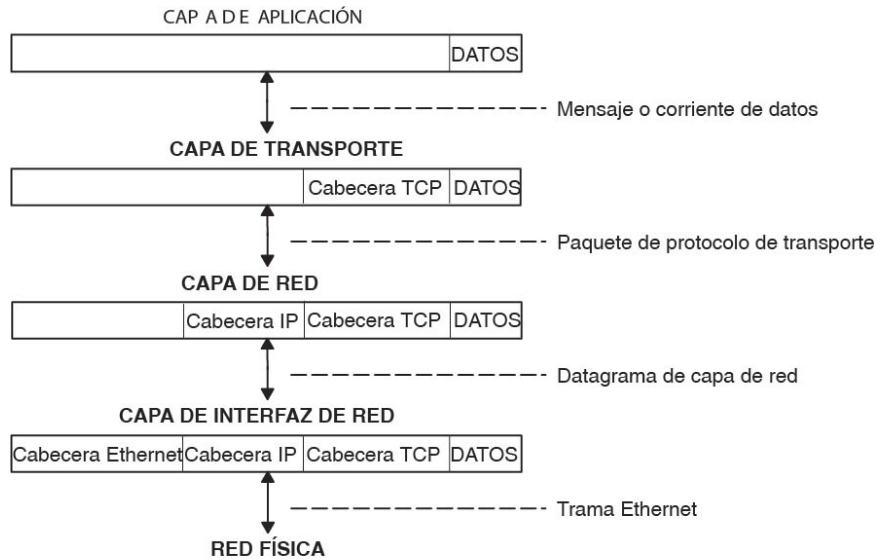 CAP A D E APLICACIÓN
DATOS
Mensaje o corriente de datos
CAPA DE TRANSPORTE
Cabecera TCP DATOS
Paquete de protocolo de transporte
CAPA DE RED
Cabecera IP Cabecera TCP DATOS
Datagrama de capa de red
CAPA DE INTERFAZ DE RED
Cabecera Ethernet Cabecera IP Cabecera TCP DATOS
Trama Ethernet
RED FÍSICA